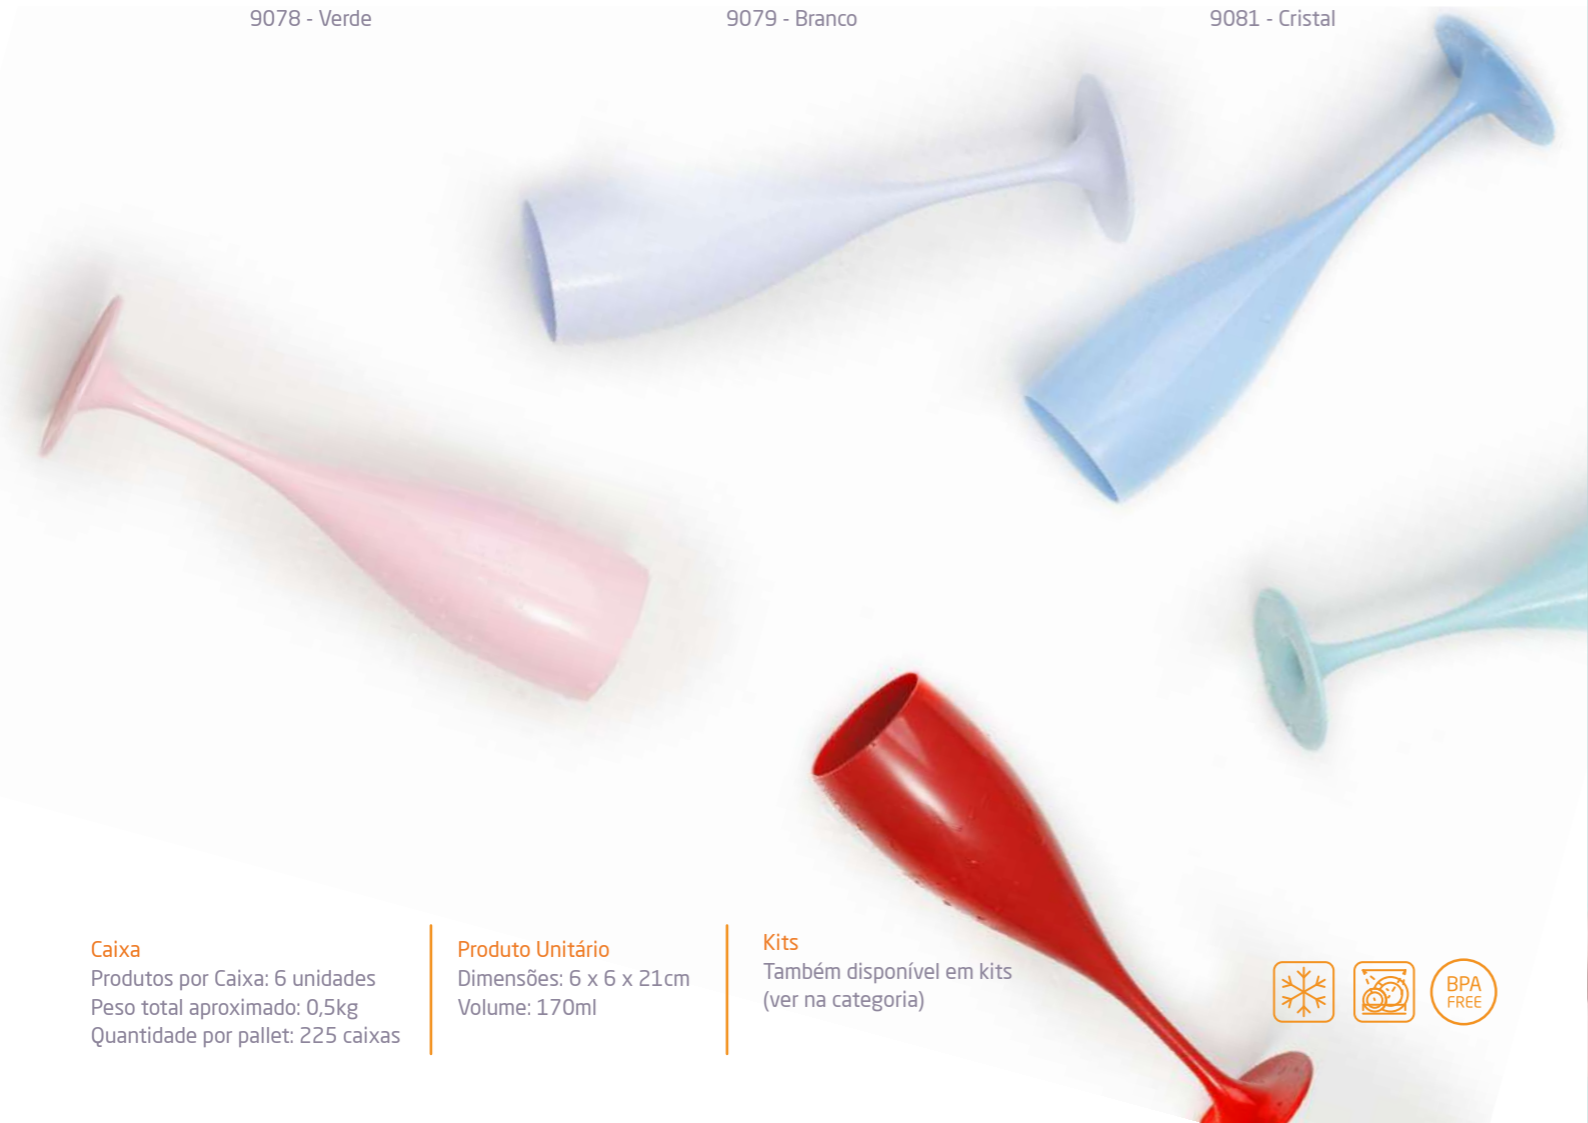 9078 - Verde
9079 - Branco
9081 - Cristal
Caixa
Produtos por Caixa: 6 unidades
Peso total aproximado: 0,5kg
Quantidade por pallet: 225 caixas
Produto Unitário
Dimensões: 6 x 6 x 21cm
Volume: 170ml
Kits
Também disponível em kits
(ver na categoria)
BPA
FREE